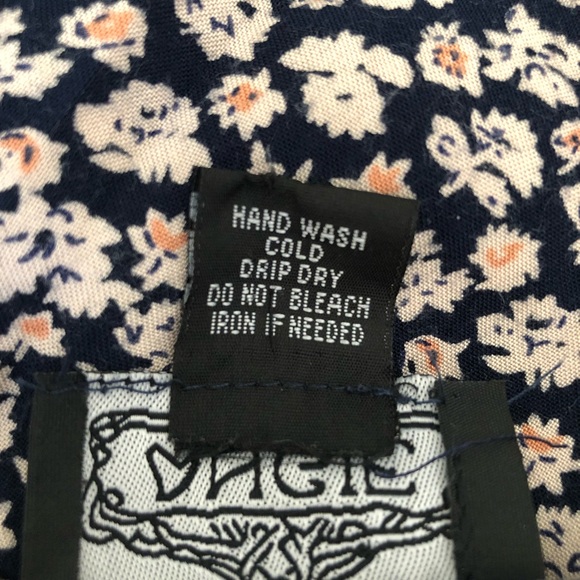 HAND WASH
COLD
DRIP DRY
DO NOT BLEACH
IRON IF NEEDED